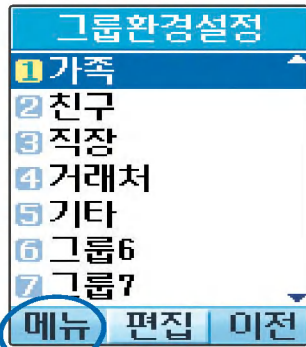 그룹환경설정
1 가족
2 친구
3 직장
4 거래처
5 기타
6 그룹6
7 그룹7
메뉴 편집 이전